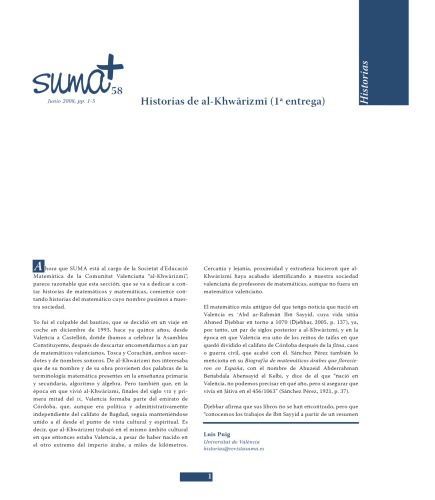 suma+
58
Junio 2008, pp. 1-5
Historias de al-Khwārizmī (1ª entrega)
Historias
Ahora que SUMA está al cargo de la Societat d'Educació
Matemàtica de la Comunitat Valenciana "al-Khwārizmī",
parece razonable que esta sección, que se va a dedicar a con-
tar historias de matemáticos y matemáticas, comience con-
tando historias del matemático cuyo nombre pusimos a nues-
tra sociedad.
Yo fui el culpable del bautizo, que se decidió en un viaje en
coche en diciembre de 1993, hace ya quince años, desde
Valencia a Castellón, donde íbamos a celebrar la Asamblea
Constituyente, después de descartar encomendarnos a un par
de matemáticos valencianos, Tosca y Corachán, ambos sacer-
dotes y de nombres sonoros. De al-Khwārizmī nos interesaba
que de su nombre y de su obra provienen dos palabras de la
terminología matemática presentes en la enseñanza primaria
y secundaria, algoritmo y álgebra. Pero también que, en la
época en que vivió al-Khwārizmī, finales del siglo VIII y pri-
mera mitad del IX, Valencia formaba parte del emirato de
Córdoba, que, aunque era política y administrativamente
independiente del califato de Bagdad, seguía manteniéndose
unido a él desde el punto de vista cultural y espiritual. Es
decir, que al-Khwārizmī trabajó en el mismo ámbito cultural
en que entonces estaba Valencia, a pesar de haber nacido en
el otro extremo del imperio árabe, a miles de kilómetros.
Cercanía y lejanía, proximidad y extrañeza hicieron que al-
Khwārizmī haya acabado identificando a nuestra sociedad
valenciana de profesores de matemáticas, aunque no fuera un
matemático valenciano.
El matemático más antiguo del que tengo noticia que nació en
Valencia es 'Abd ar-Raḥmān Ibn Sayyid, cuya vida sitúa
Ahmed Djebbar en torno a 1070 (Djebbar, 2005, p. 137), ya,
por tanto, un par de siglos posterior a al-Khwārizmī, y en la
época en que Valencia era uno de los reinos de taifas en que
quedó dividido el califato de Córdoba después de la fitna,
o guerra civil, que acabó con él. Sánchez Pérez también lo
menciona en su Biografía de matemáticos árabes que florecie-
ron en España, con el nombre de Abuzeid Abderrahman
Benabdala Abensayid el Kelbi, y dice de él que "nació en
Valencia, no podemos precisar en qué año, pero sí asegurar que
vivía en Játiva en el 456/1063" (Sánchez Pérez, 1921, p. 37).
Djebbar afirma que sus libros no se han encontrado, pero que
"conocemos los trabajos de Ibn Sayyid a partir de un resumen
Luis Puig
Universitat de València
historias@revistasuma.es
1